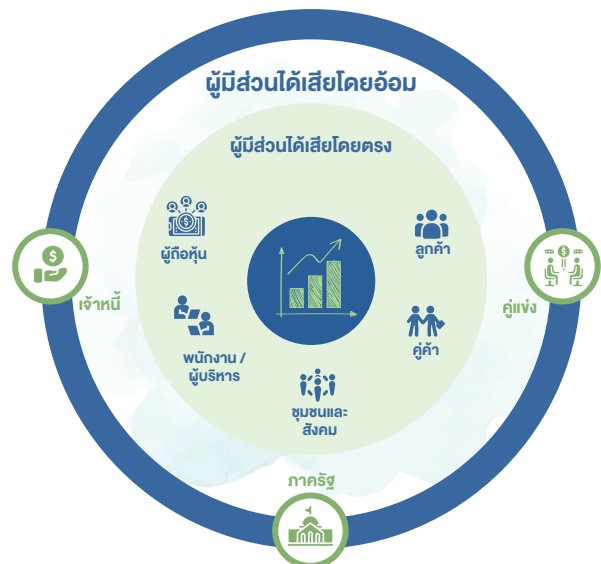 ผู้มีส่วนได้เสียโดยอ้อม
ผู้มีส่วนได้เสียโดยตรง
ผู้ถือหุ้น
ลูกค้า
เจ้าหนี้
คู่แข่ง
พนักงาน /
ผู้บริหาร
คู่ค้า
ชุมชนและ
สังคม
ภาครัฐ